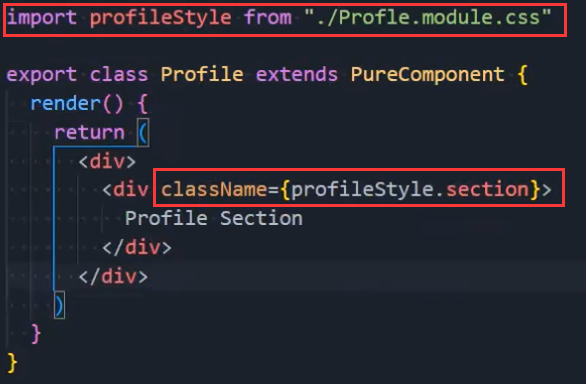 import profileStyle from "./Profle.module.css"
export class Profile extends PureComponent {
render() {
return (
<div>
<div className={profileStyle.section}>
Profile Section
</div>
</div>
)
}
}